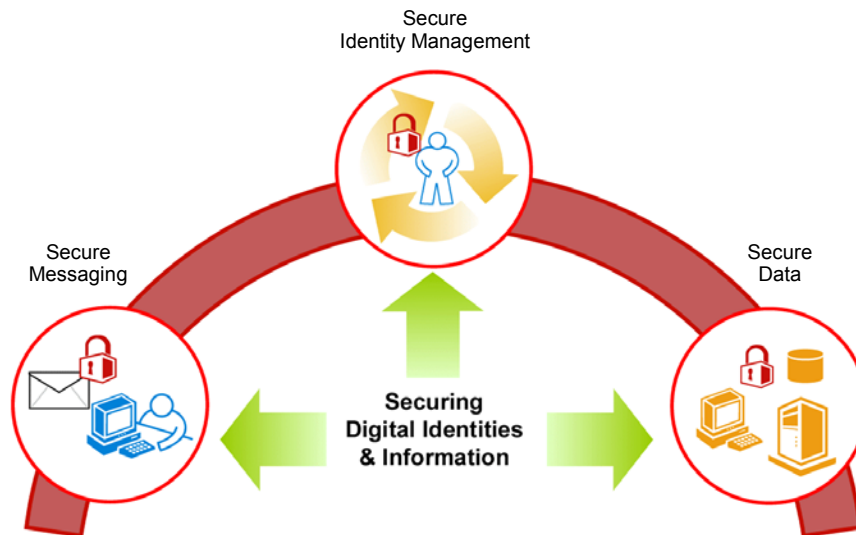 Secure
Identity Management
Secure
Messaging
Secure
Data
Securing
Digital Identities
& Information